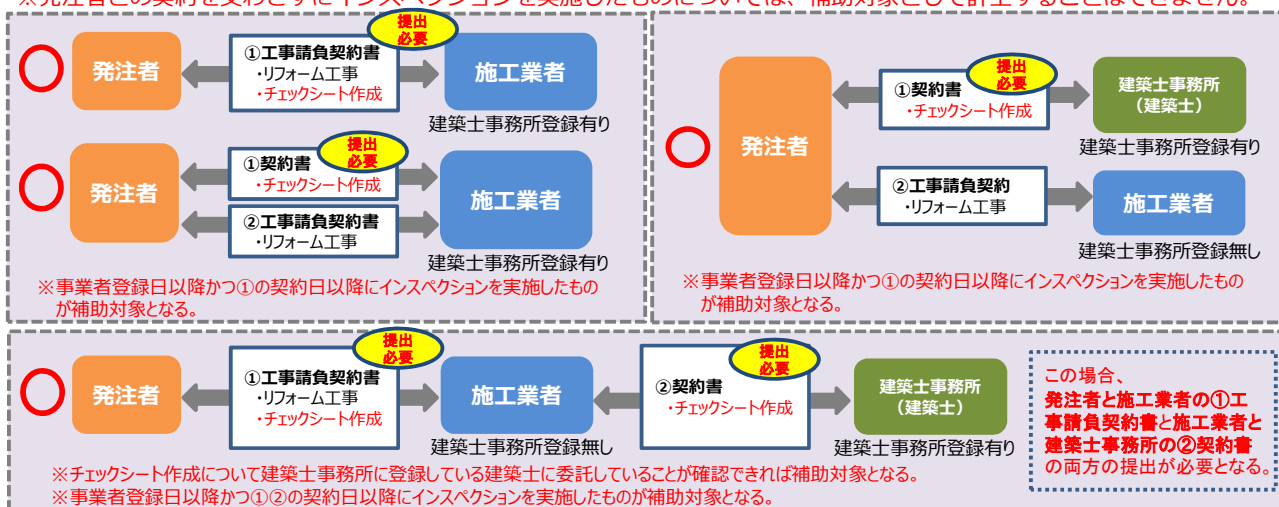 ※発注者との契約を交わさずにインスペクションを実施したものについては、補助対象として計上することはできません。
発注者
①工事請負契約書
・リフォーム工事
・チェックシート作成
提出
必要
施工業者
建築士事務所登録有り
発注者
①契約書
・チェックシート作成
提出
必要
②工事請負契約書
・リフォーム工事
施工業者
建築士事務所登録有り
※事業者登録日以降かつ①の契約日以降にインスペクションを実施したもの
が補助対象となる。
発注者
①契約書
・チェックシート作成
提出
必要
建築士事務所
(建築士)
建築士事務所登録有り
②工事請負契約
・リフォーム工事
施工業者
建築士事務所登録無し
※事業者登録日以降かつ①の契約日以降にインスペクションを実施したもの
が補助対象となる。
発注者
①工事請負契約書
・リフォーム工事
・チェックシート作成
提出
必要
施工業者
建築士事務所登録無し
②契約書
・チェックシート作成
提出
必要
建築士事務所
(建築士)
建築士事務所登録有り
この場合、
発注者と施工業者の①工
事請負契約書と施工業者と
建築士事務所の②契約書
の両方の提出が必要となる。
※チェックシート作成について建築士事務所に登録している建築士に委託していることが確認できれば補助対象となる。
※事業者登録日以降かつ①②の契約日以降にインスペクションを実施したものが補助対象となる。